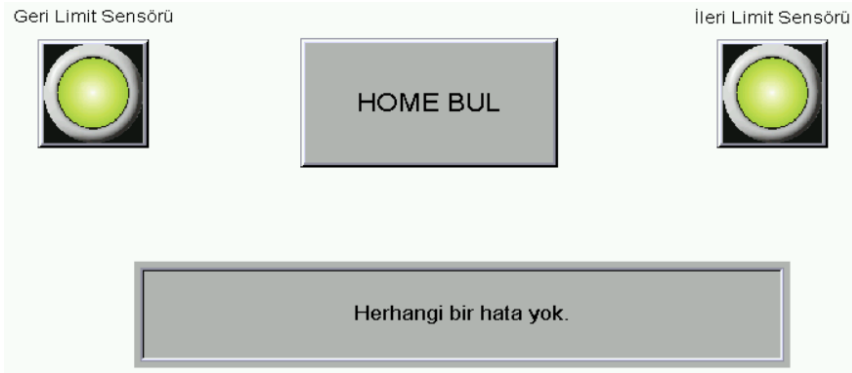 Geri Limit Sensörü
İleri Limit Sensörü
HOME BUL
Herhangi bir hata yok.